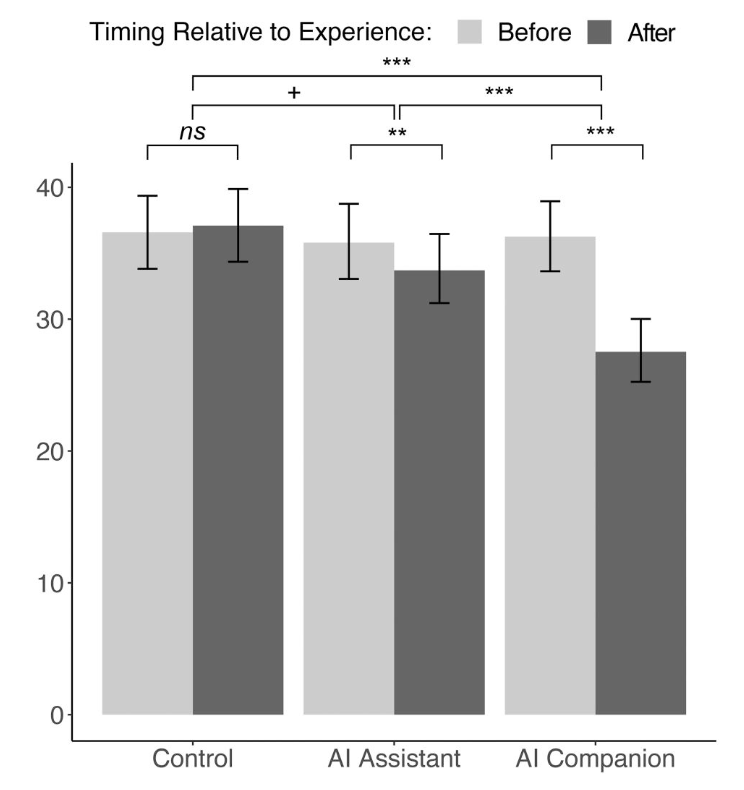 Timing Relative to Experience: Before After
***
+ ***
ns ** ***
40
30
20
10
0
Control AI Assistant AI Companion